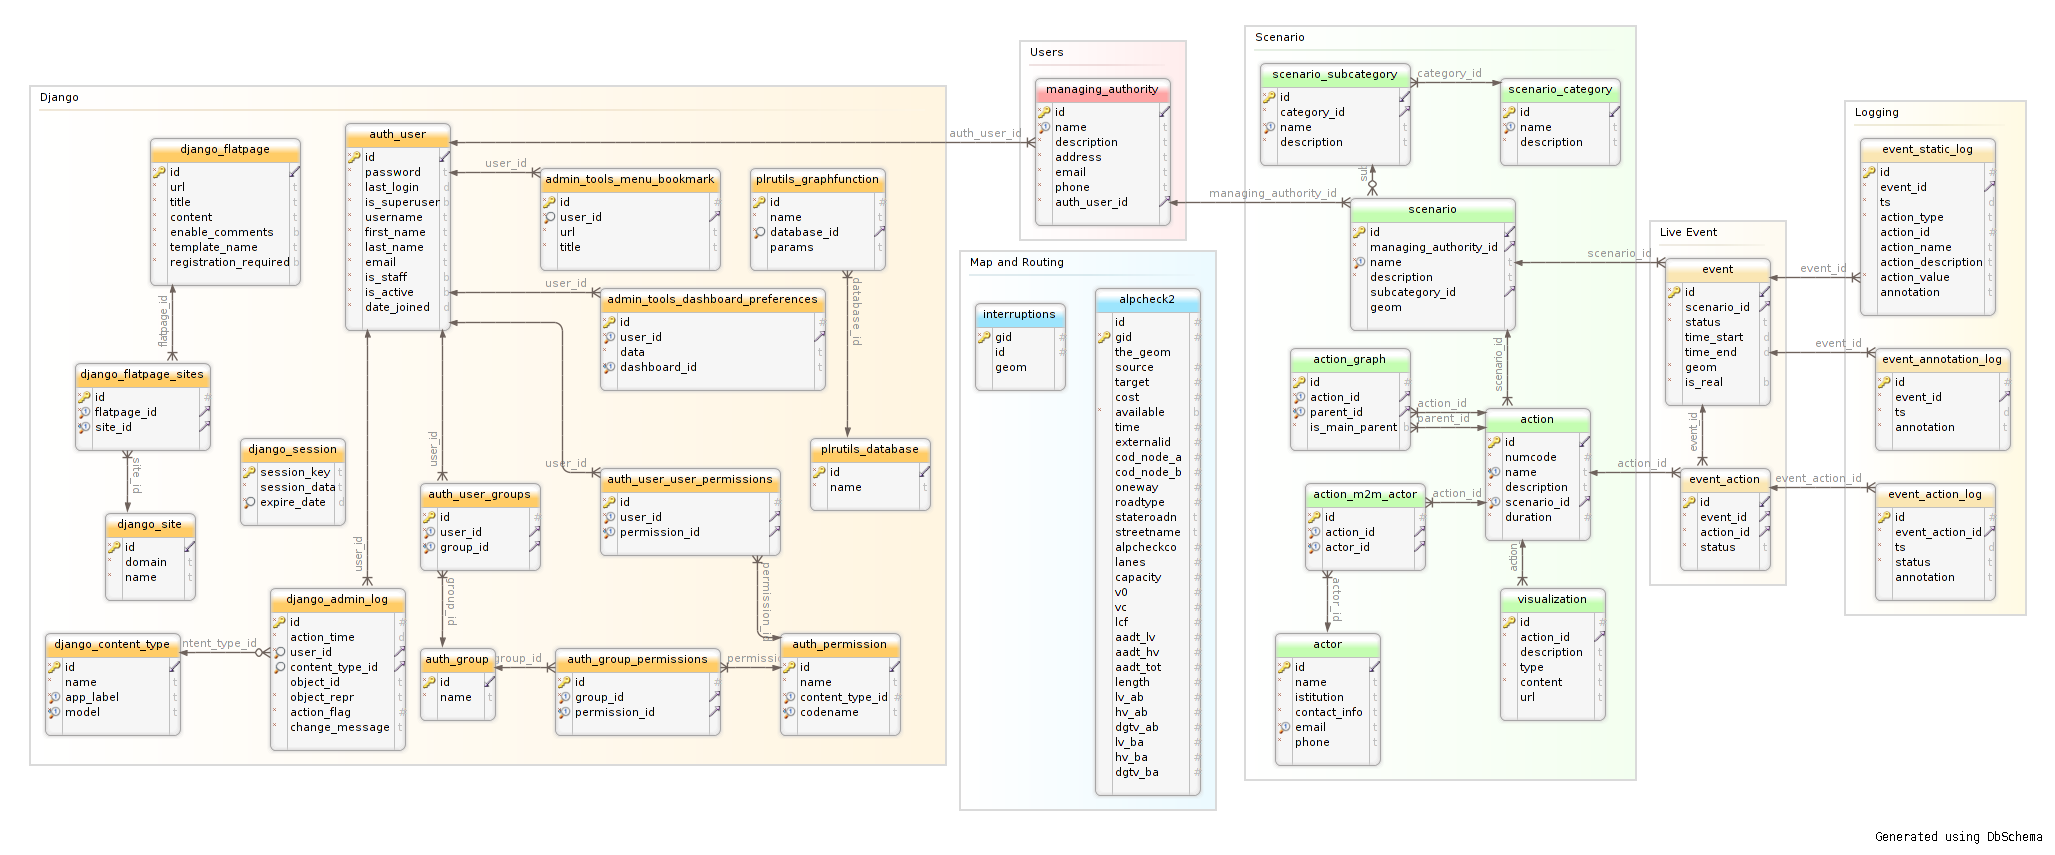 Django
django_flatpage
id
url
title
content
enable_comments
template_name
registration_required
b
flatpage_id
django_flatpage_sites
id
flatpage_id
site_id
site_id
django_site
id
domain
name
django_session
session_key
session_data
expire_date
django_content_type
id
name
app_label
model
ntent_type_id
django_admin_log
id
action_time
user_id
content_type_id
object_id
object_repr
action_flag
change_message
user_id
auth_user
id
password
last_login
is_superuser
username
first_name
last_name
email
is_staff
is_active
date_joined
user_id
admin_tools_menu_bookmark
id
user_id
url
title
plrutils_graphfunction
id
name
database_id
params
database_id
plrutils_database
id
name
user_id
admin_tools_dashboard_preferences
id
user_id
data
dashboard_id
user_id
auth_user_user_permissions
id
user_id
permission_id
permission_id
user_id
auth_user_groups
id
user_id
group_id
group_id
auth_group
id
name
group_id
auth_group_permissions
id
group_id
permission_id
permissi
auth_permission
id
name
content_type_id
codename
Users
auth_user_id
managing_authority
id
name
description
address
email
phone
auth_user_id
Map and Routing
interruptions
gid
id
geom
alpcheck2
id
gid
the_geom
source
target
cost
available
time
externalid
cod_node_a
cod_node_b
oneway
roadtype
stateroadn
streetname
alpcheckco
lanes
capacity
v0
vc
lcf
aadt_lv
aadt_hv
aadt_tot
length
lv_ab
hv_ab
dgtv_ab
lv_ba
hv_ba
dgtv_ba
Scenario
scenario_subcategory
id
category_id
name
description
category_id
scenario_category
id
name
description
sul
managing_authority_id
scenario
id
managing_authority_id
name
description
subcategory_id
geom
scenario_id
action_graph
id
action_id
parent_id
is_main_parent
action_id
parent_id
action
id
numcode
name
description
scenario_id
duration
action_m2m_actor
id
action_id
actor_id
action_id
actor_id
actor
id
name
istitution
contact_info
email
phone
action_
visualization
id
action_id
description
type
content
url
Live Event
scenario_id
event
id
scenario_id
status
time_start
time_end
geom
is_real
event_id
action_id
event_action
id
event_id
action_id
status
Logging
event_static_log
id
event_id
ts
action_type
action_id
action_name
action_description
action_value
annotation
event_id
event_id
event_annotation_log
id
event_id
ts
annotation
event_action_id
event_action_log
id
event_action_id
ts
status
annotation
Generated using DbSchema